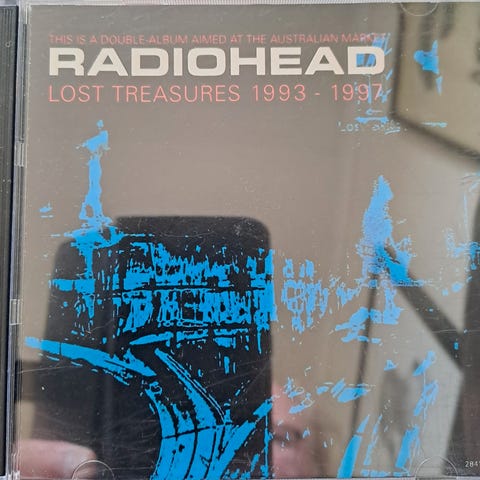 THIS IS A DOUBLE-ALBUM AIMED AT THE AUSTRALIAN MARKET
RADIOHEAD
LOST TREASURES 1993 - 1997